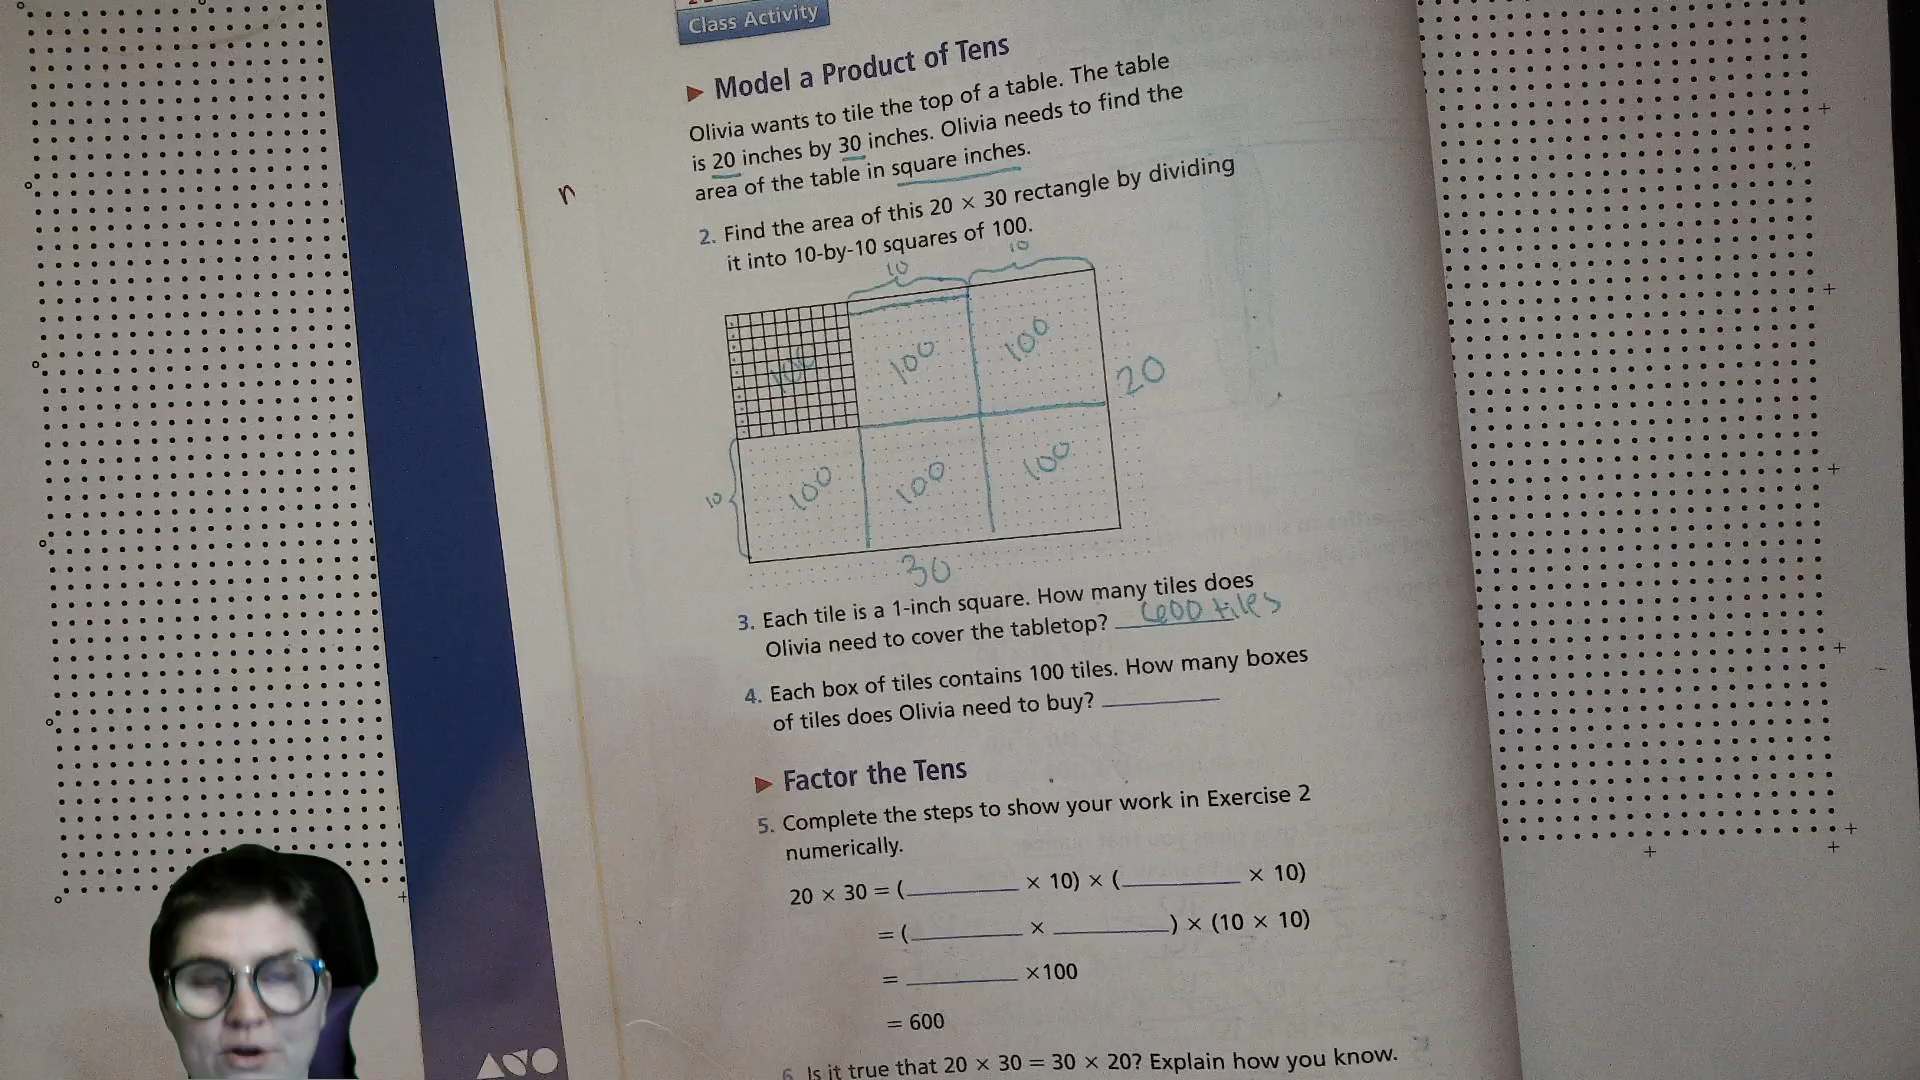 Class Activity
Model a Product of Tens
Olivia wants to tile the top of a table. The table
is 20 inches by 30 inches. Olivia needs to find the
area of the table in square inches.
n
2. Find the area of this 20 × 30 rectangle by dividing
it into 10-by-10 squares of 100.
10 10
100 100 100
20
10
100 100 100
30
3. Each tile is a 1-inch square. How many tiles does
Olivia need to cover the tabletop? 600 tiles
4. Each box of tiles contains 100 tiles. How many boxes
of tiles does Olivia need to buy?
Factor the Tens
5. Complete the steps to show your work in Exercise 2
numerically.
20 × 30 = (______ × 10) × (______ × 10)
= (______ × ______) × (10 × 10)
= ______ ×100
= 600
6. Is it true that 20 × 30 = 30 × 20? Explain how you know.